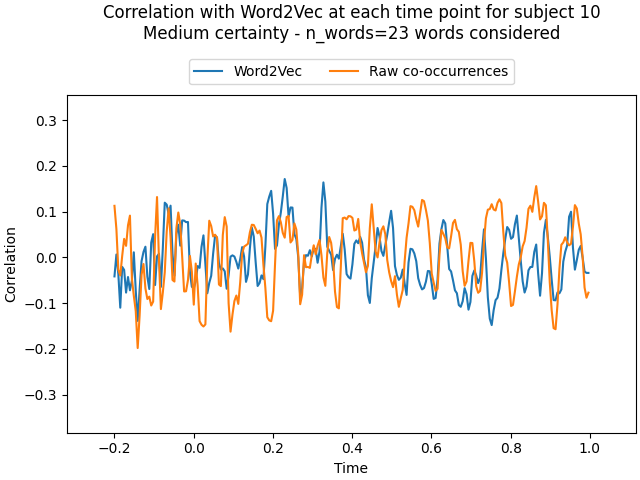 Correlation with Word2Vec at each time point for subject 10
Medium certainty - n_words=23 words considered
Word2Vec
Raw co-occurrences
0.3
0.2
0.1
0.0
−0.1
−0.2
−0.3
Correlation
−0.2
0.0
0.2
0.4
0.6
0.8
1.0
Time